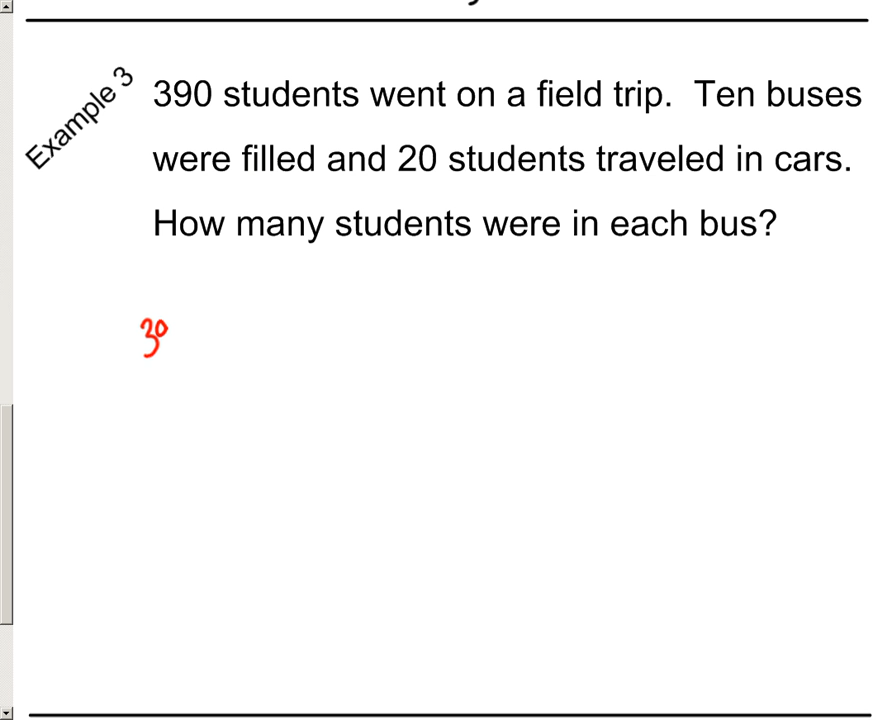 Example 3
390 students went on a field trip. Ten buses
were filled and 20 students traveled in cars.
How many students were in each bus?
30